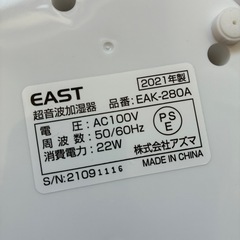 EAST
2021年製
超音波加湿器 品番:EAK-280A
電圧:AC100V
周波数:50/60Hz
消費電力:22W
PSE
株式会社アズマ
MADE IN CHINA
S/N:21091116